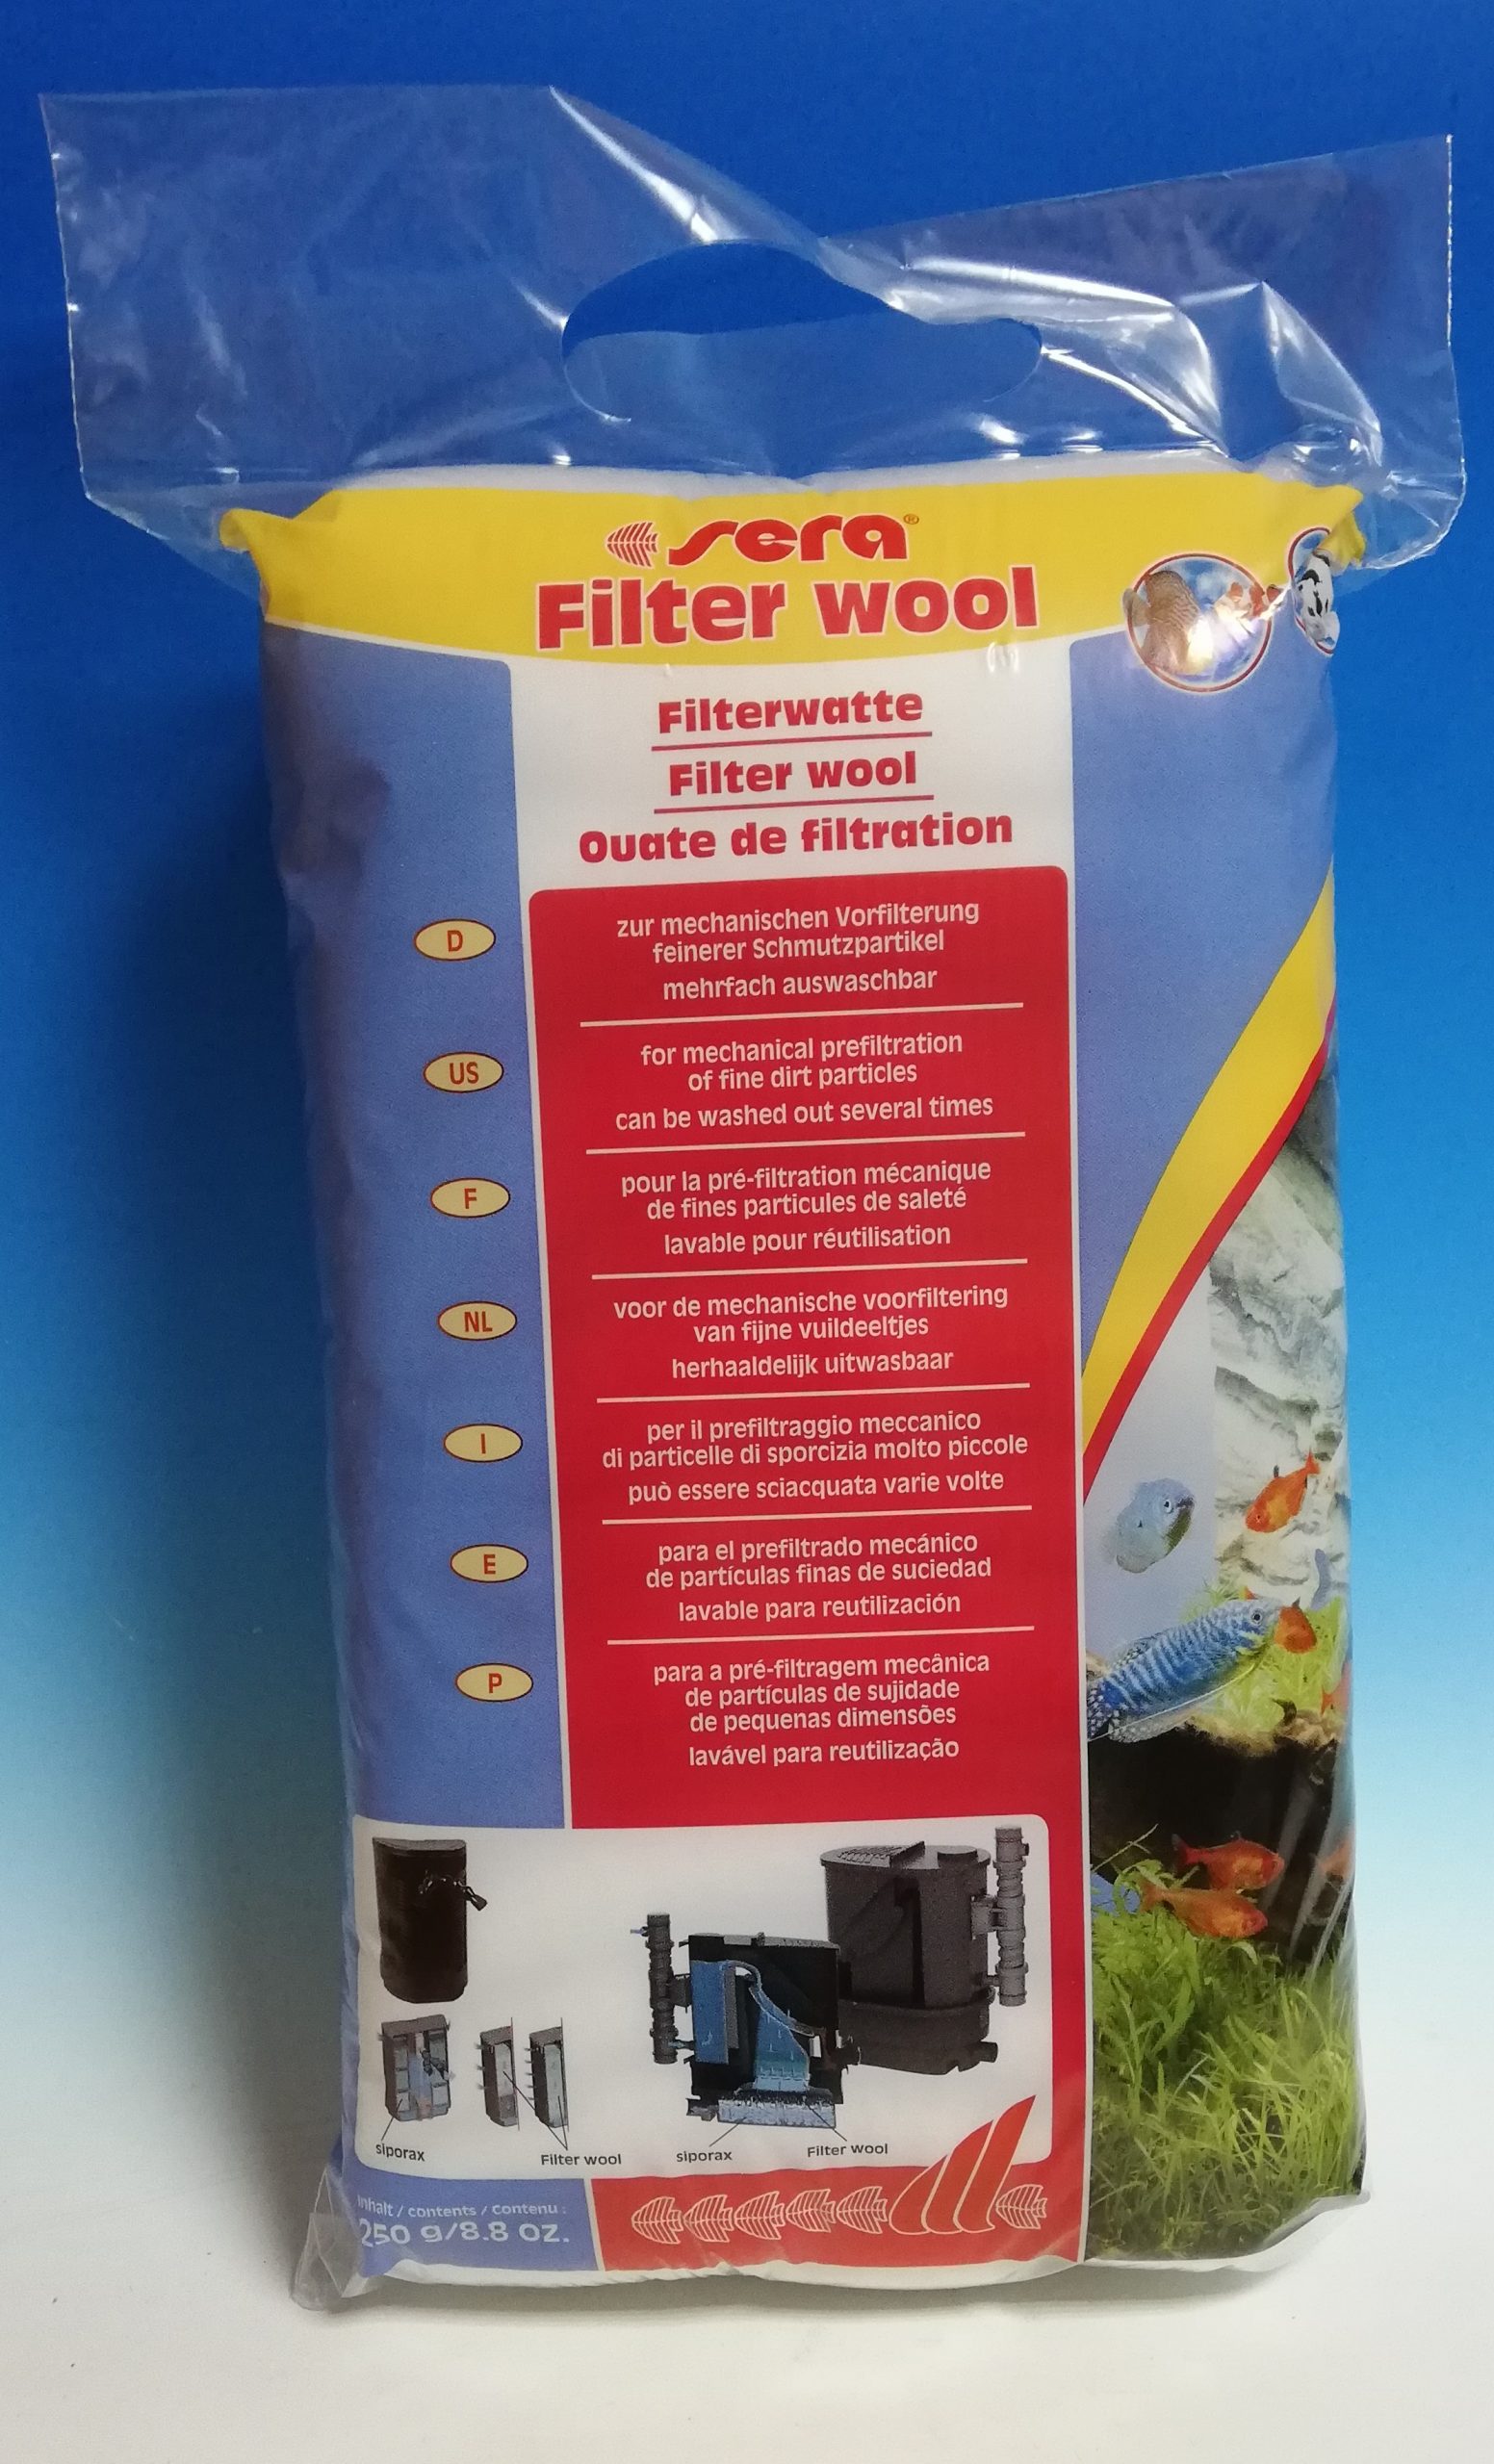 sera®
Filter wool
Filterwatte
Filter wool
Ouate de filtration
D
zur mechanischen Vorfilterung
feinerer Schmutzpartikel
mehrfach auswaschbar
US
for mechanical prefiltration
of fine dirt particles
can be washed out several times
F
pour la pré-filtration mécanique
de fines particules de saleté
lavable pour réutilisation
NL
voor de mechanische voorfiltering
van fijne vuildeeltjes
herhaaldelijk uitwasbaar
I
per il prefiltraggio meccanico
di particelle di sporcizia molto piccole
può essere sciacquata varie volte
E
para el prefiltrado mecánico
de partículas finas de suciedad
lavable para reutilización
P
para a pré-filtragem mecânica
de partículas de sujidade
de pequenas dimensões
lavável para reutilização
siporax
Filter wool
siporax
Filter wool
Inhalt / contents / contenu :
250 g/8.8 oz.